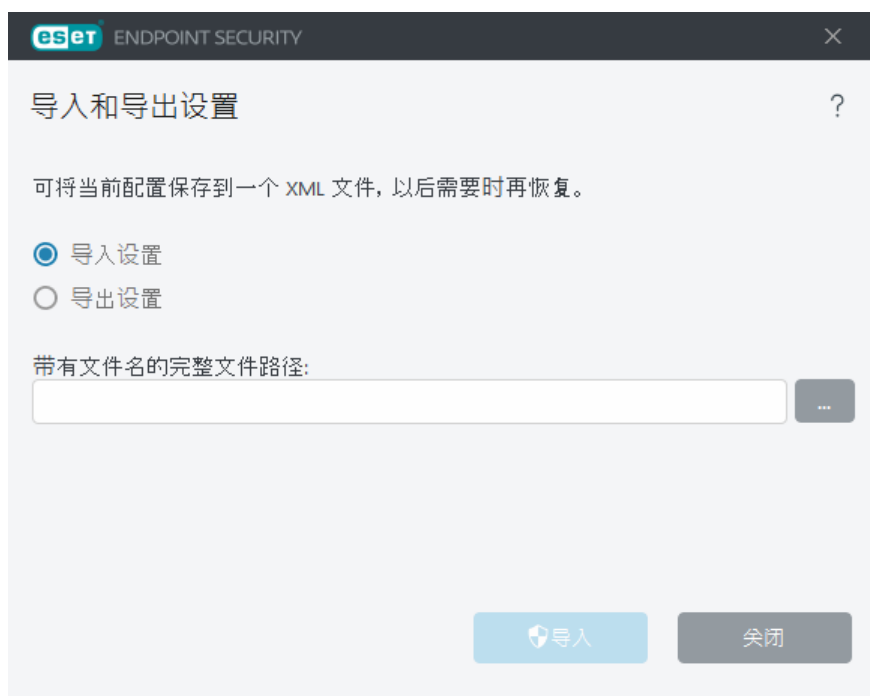 eset ENDPOINT SECURITY
导入和导出设置
?
可将当前配置保存到一个 XML 文件, 以后需要时再恢复。
导入设置
导出设置
带有文件名的完整文件路径:
...
导入
关闭